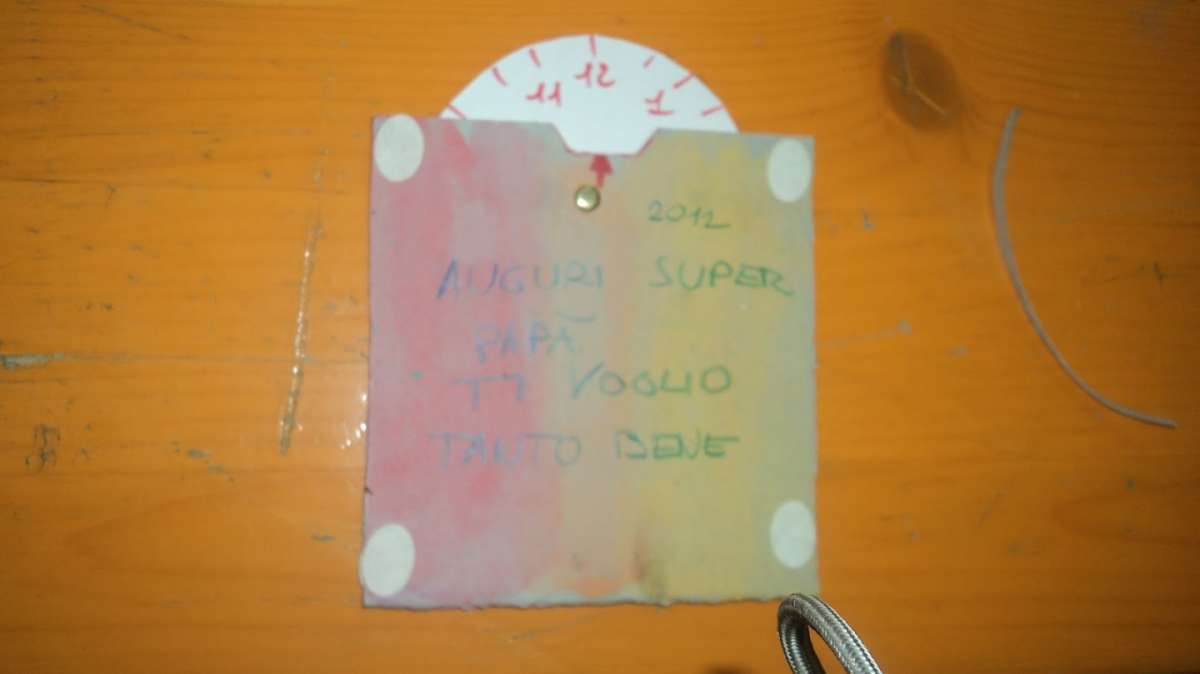 11 12 1
2012
AUGURI SUPER
PAPÀ
TI VOGLIO
TANTO BENE